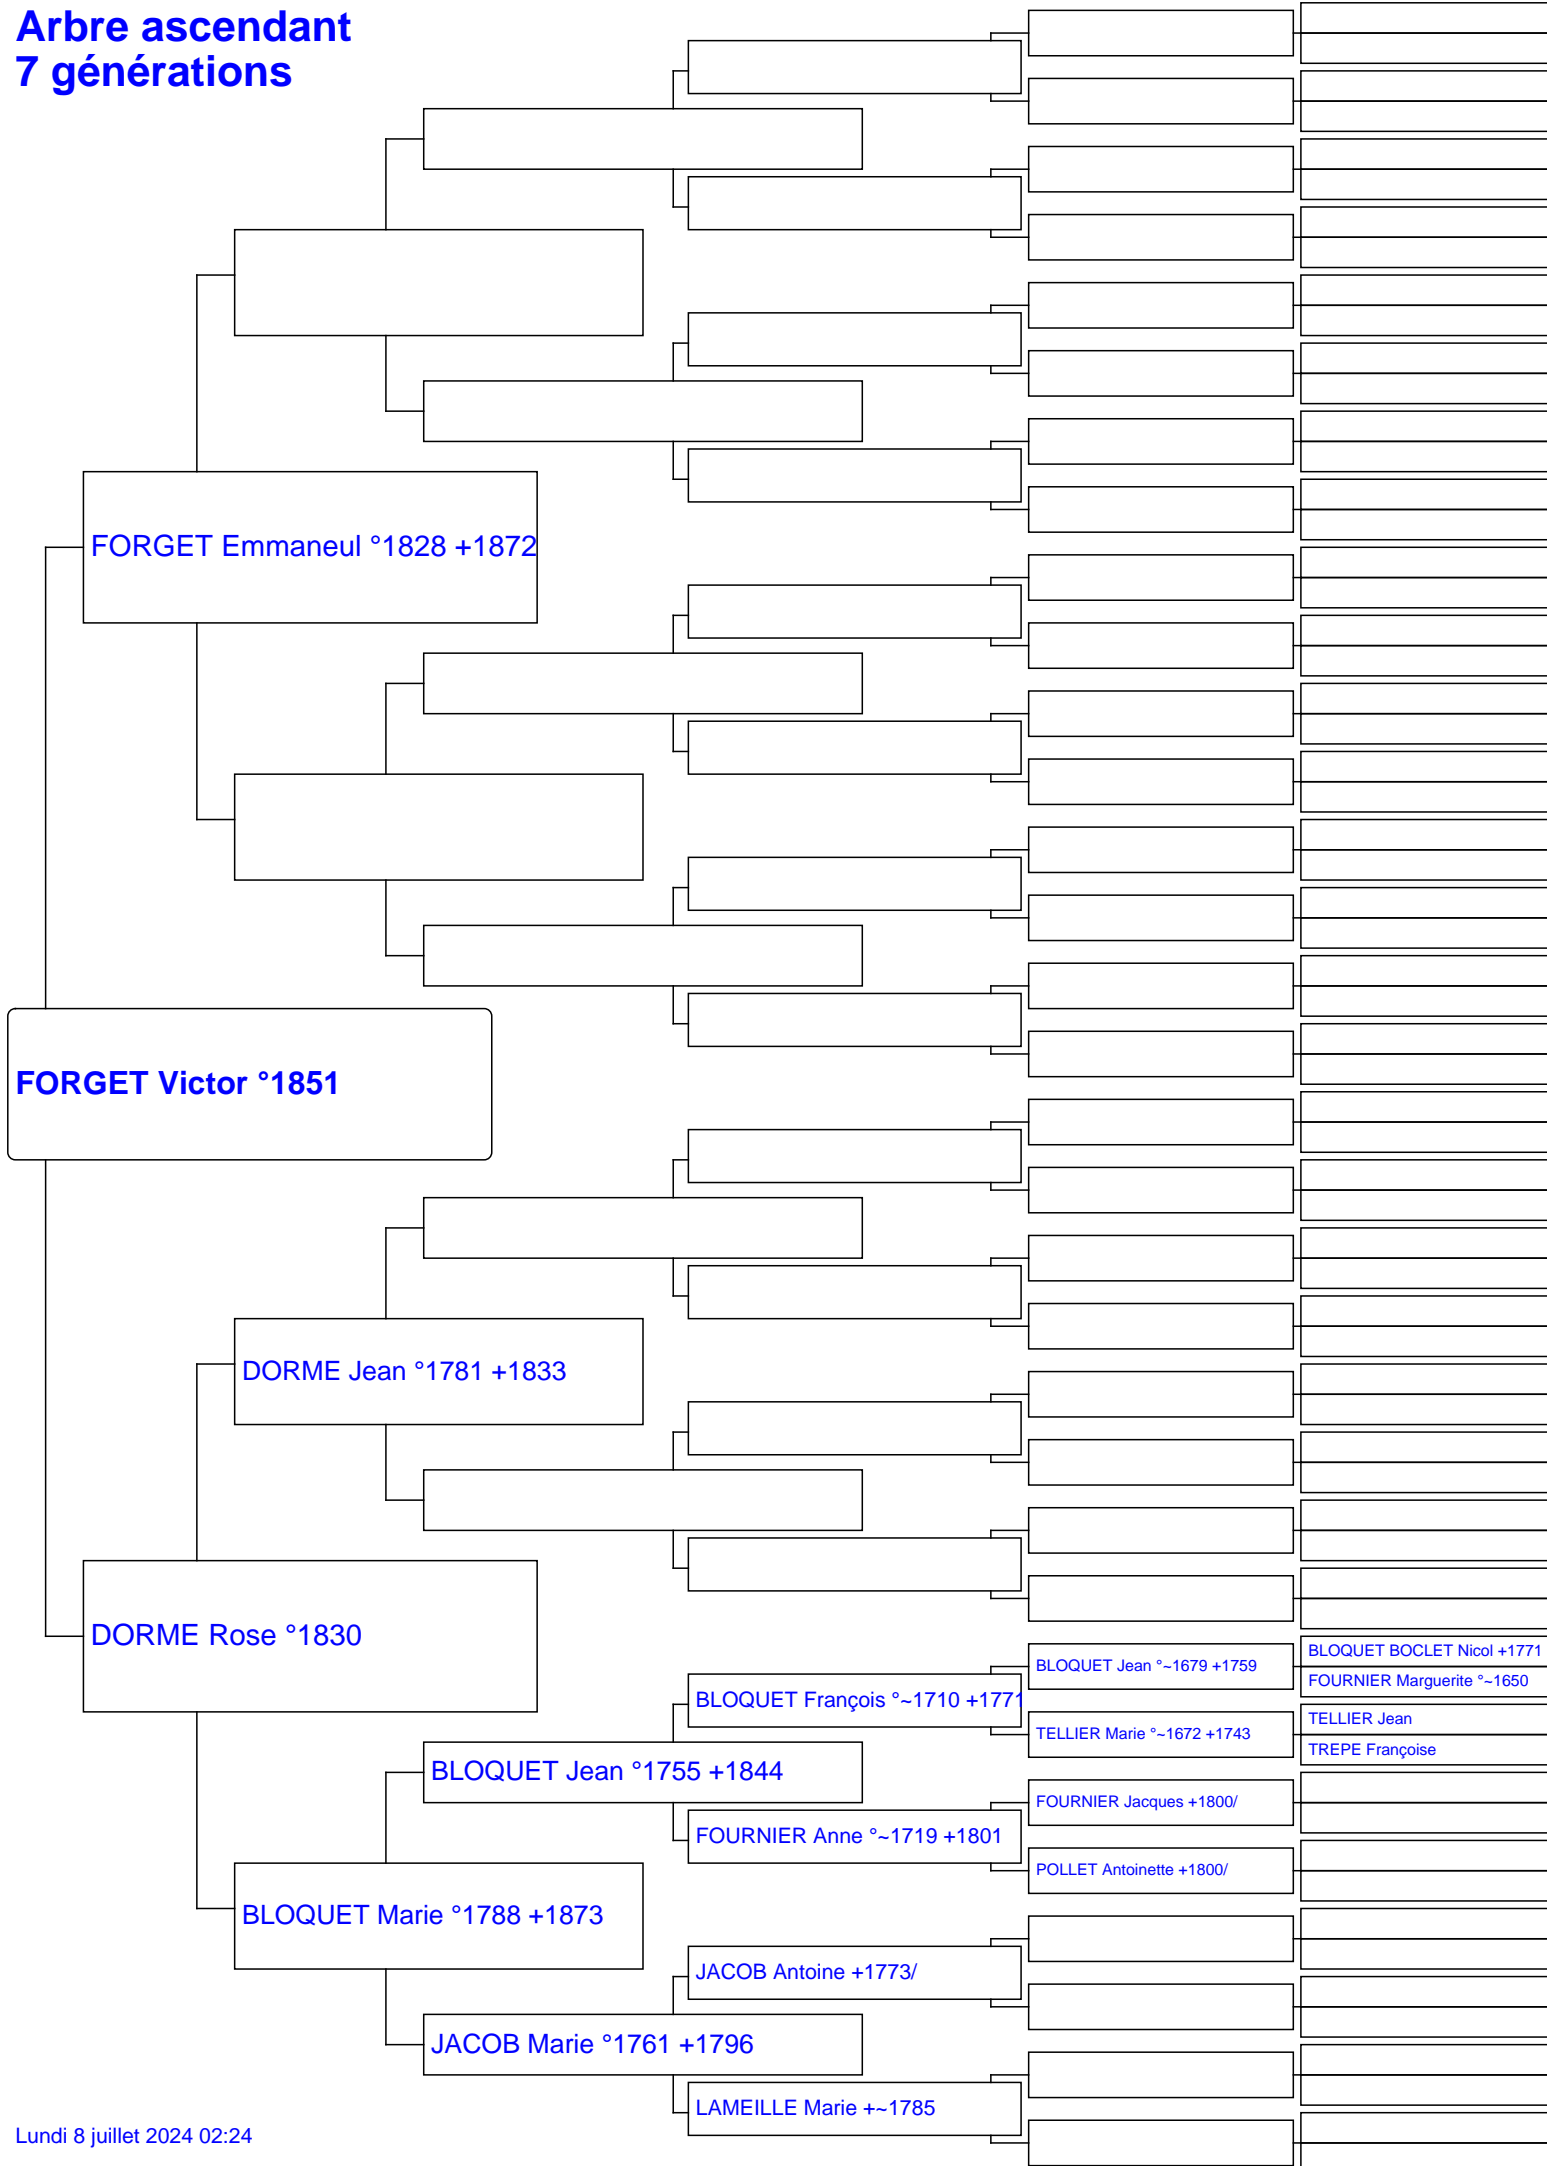 Arbre ascendant
7 générations
FORGET Emmaneul °1828 +1872
FORGET Victor °1851
DORME Jean °1781 +1833
DORME Rose °1830
BLOQUET Jean °~1679 +1759
BLOQUET BOCLET Nicol +1771
FOURNIER Marguerite °~1650
BLOQUET François °~1710 +1771
TELLIER Marie °~1672 +1743
TELLIER Jean
TREPE Françoise
BLOQUET Jean °1755 +1844
FOURNIER Jacques +1800/
FOURNIER Anne °~1719 +1801
POLLET Antoinette +1800/
BLOQUET Marie °1788 +1873
JACOB Antoine +1773/
JACOB Marie °1761 +1796
LAMEILLE Marie +~1785
Lundi 8 juillet 2024 02:24